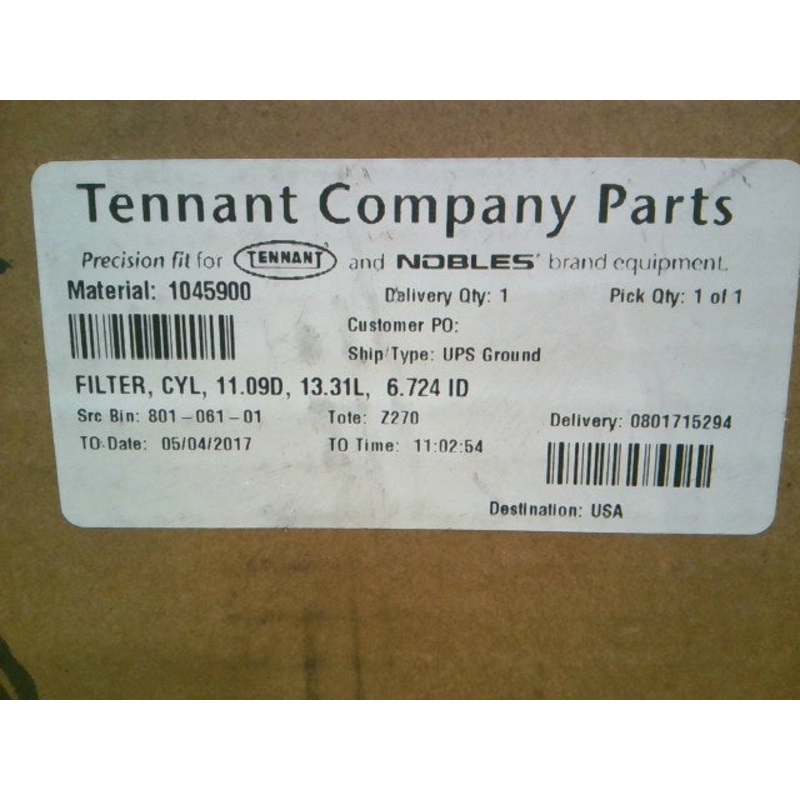 Tennant Company Parts
Precision fit for TENNANT and NOBLES brand equipment.
Material: 1045900 Delivery Qty: 1 Pick Qty: 1 of 1
Customer PO:
Ship/Type: UPS Ground
FILTER, CYL, 11.09D, 13.31L, 6.724 ID
Src Bin: 801-061-01 Tote: Z270 Delivery: 0801715294
TO Date: 05/04/2017 TO Time: 11:02:54
Destination: USA